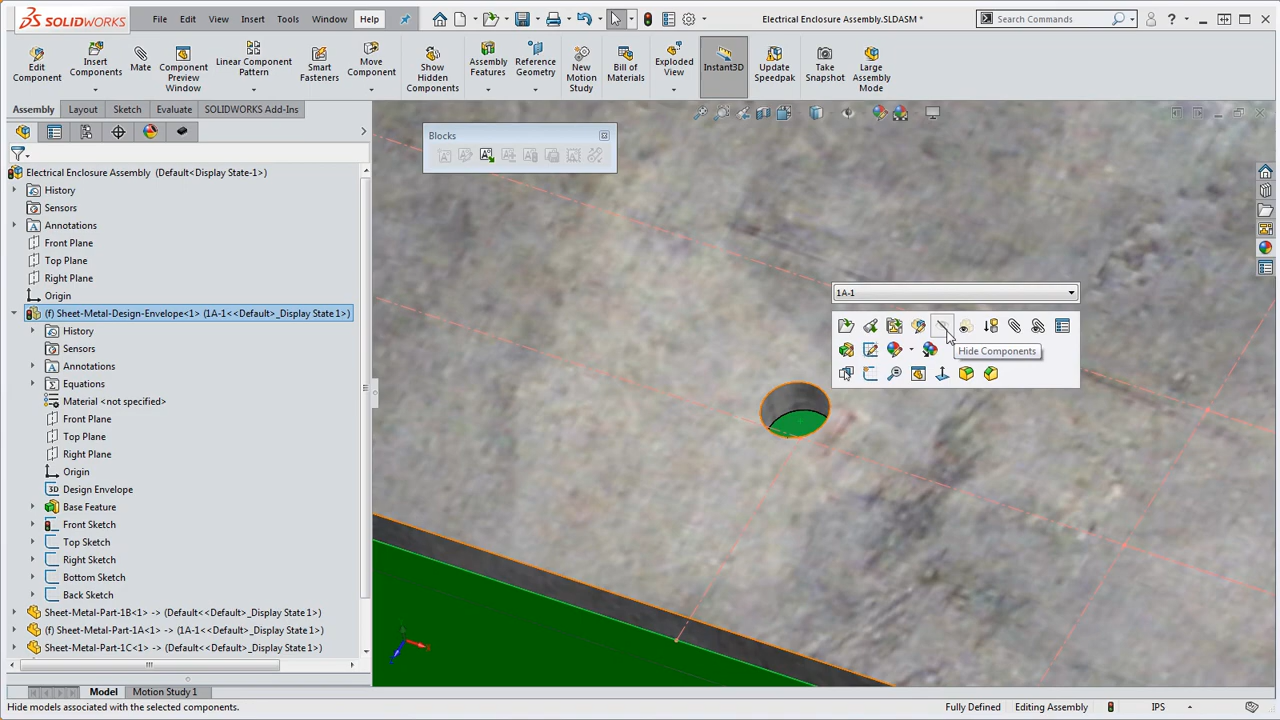 SOLIDWORKS File Edit View Insert Tools Window Help Electrical Enclosure Assembly.SLDASM * Search Commands
Edit Component Insert Components Mate Component Preview Window Linear Component Pattern Smart Fasteners Move Component Show Hidden Components Assembly Features Reference Geometry New Motion Study Bill of Materials Exploded View Instant3D Update Speedpak Take Snapshot Large Assembly Mode
Assembly Layout Sketch Evaluate SOLIDWORKS Add-Ins
Blocks
Electrical Enclosure Assembly (Default<Display State-1>)
History
Sensors
Annotations
Front Plane
Top Plane
Right Plane
Origin
(f) Sheet-Metal-Design-Envelope<1> (1A-1<<Default>_Display State 1>)
History
Sensors
Annotations
Equations
Material <not specified>
Front Plane
Top Plane
Right Plane
Origin
3D Design Envelope
Base Feature
Front Sketch
Top Sketch
Right Sketch
Bottom Sketch
Back Sketch
Sheet-Metal-Part-1B<1> -> (Default<<Default>_Display State 1>)
(f) Sheet-Metal-Part-1A<1> -> (1A-1<<Default>_Display State 1>)
Sheet-Metal-Part-1C<1> -> (Default<<Default>_Display State 1>)
1A-1
Hide Components
Model Motion Study 1
Hide models associated with the selected components. Fully Defined Editing Assembly IPS